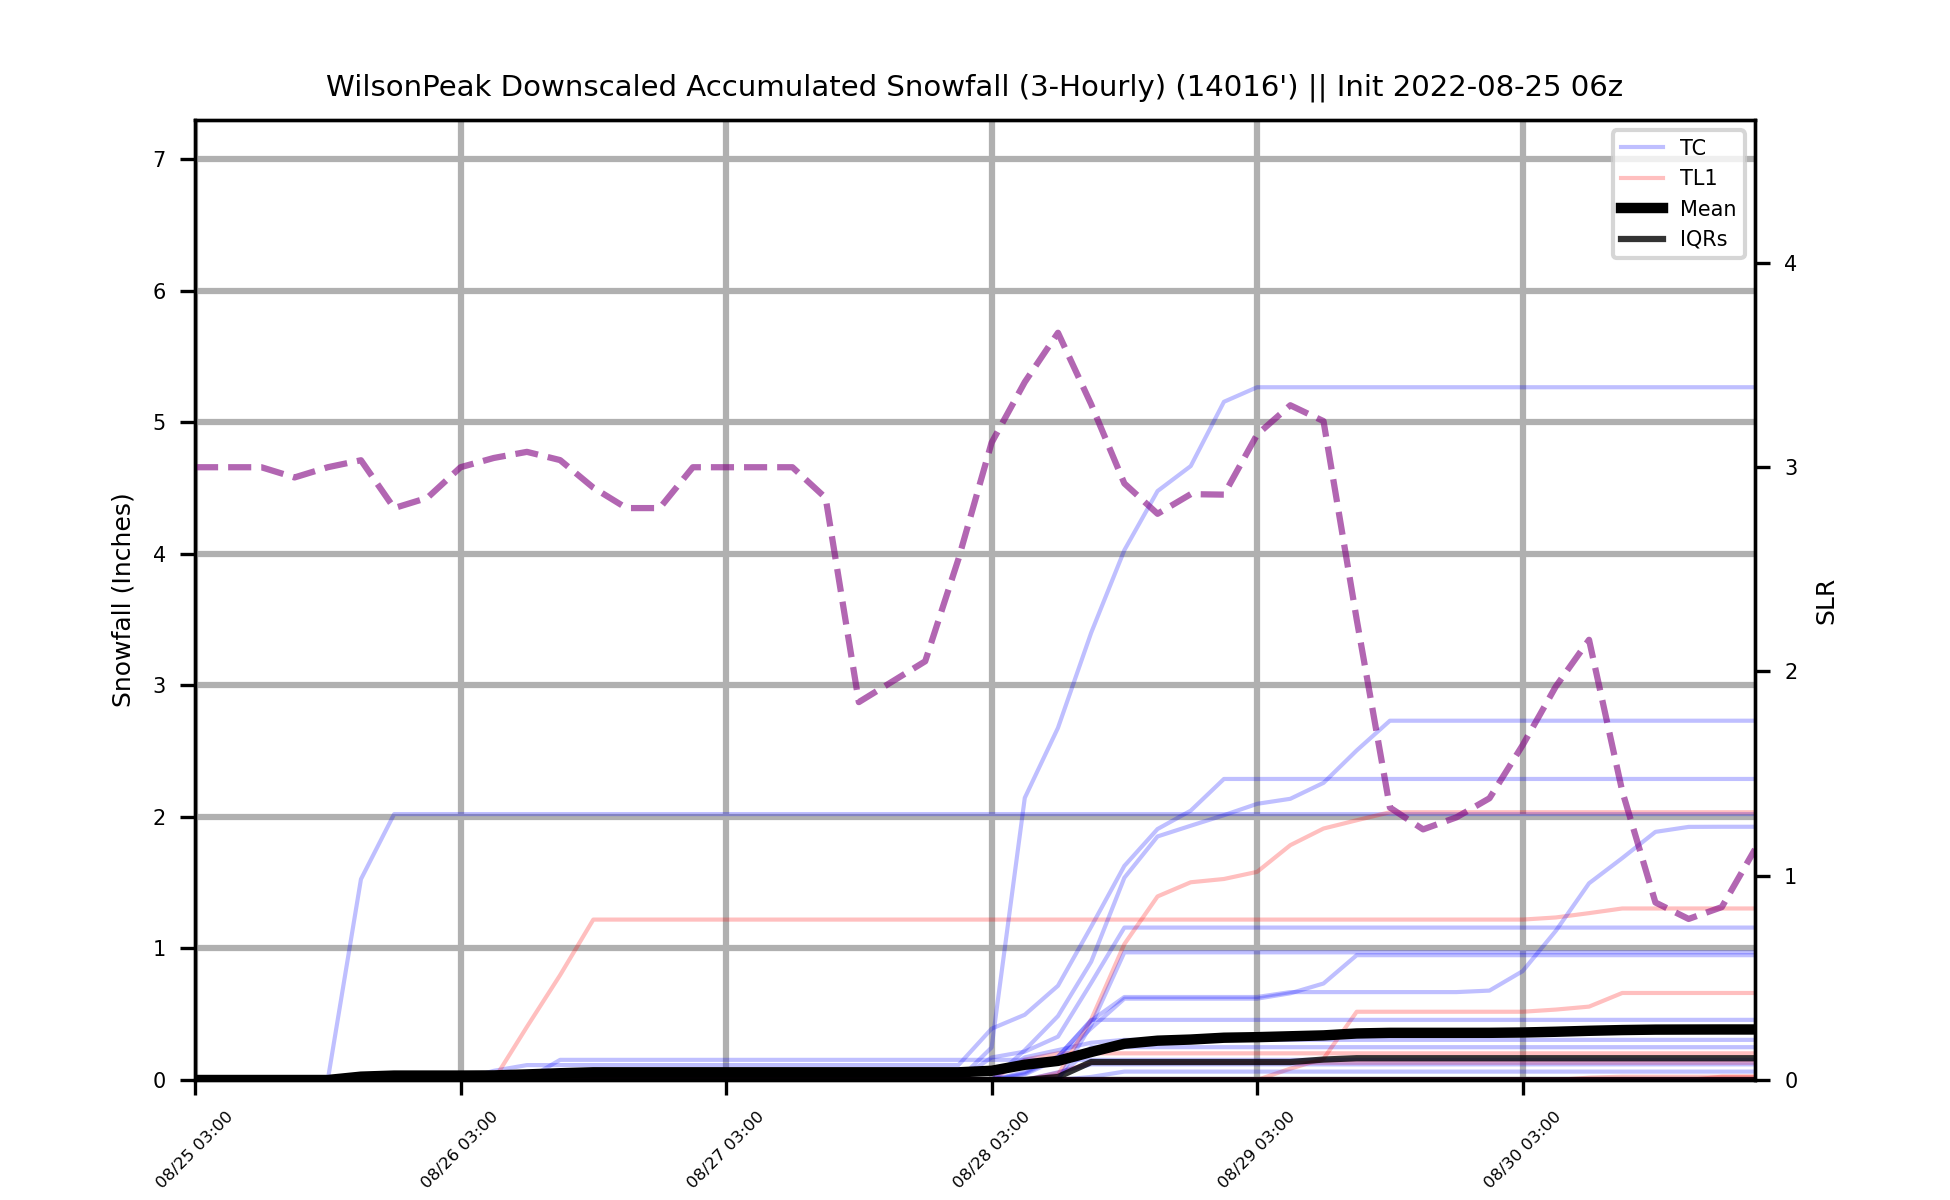 WilsonPeak Downscaled Accumulated Snowfall (3-Hourly) (14016') || Init 2022-08-25 06z
TC
TL1
Mean
IQRs
Snowfall (Inches)
7
6
5
4
3
2
1
0
SLR
4
3
2
1
0
08/25 03:00
08/26 03:00
08/27 03:00
08/28 03:00
08/29 03:00
08/30 03:00